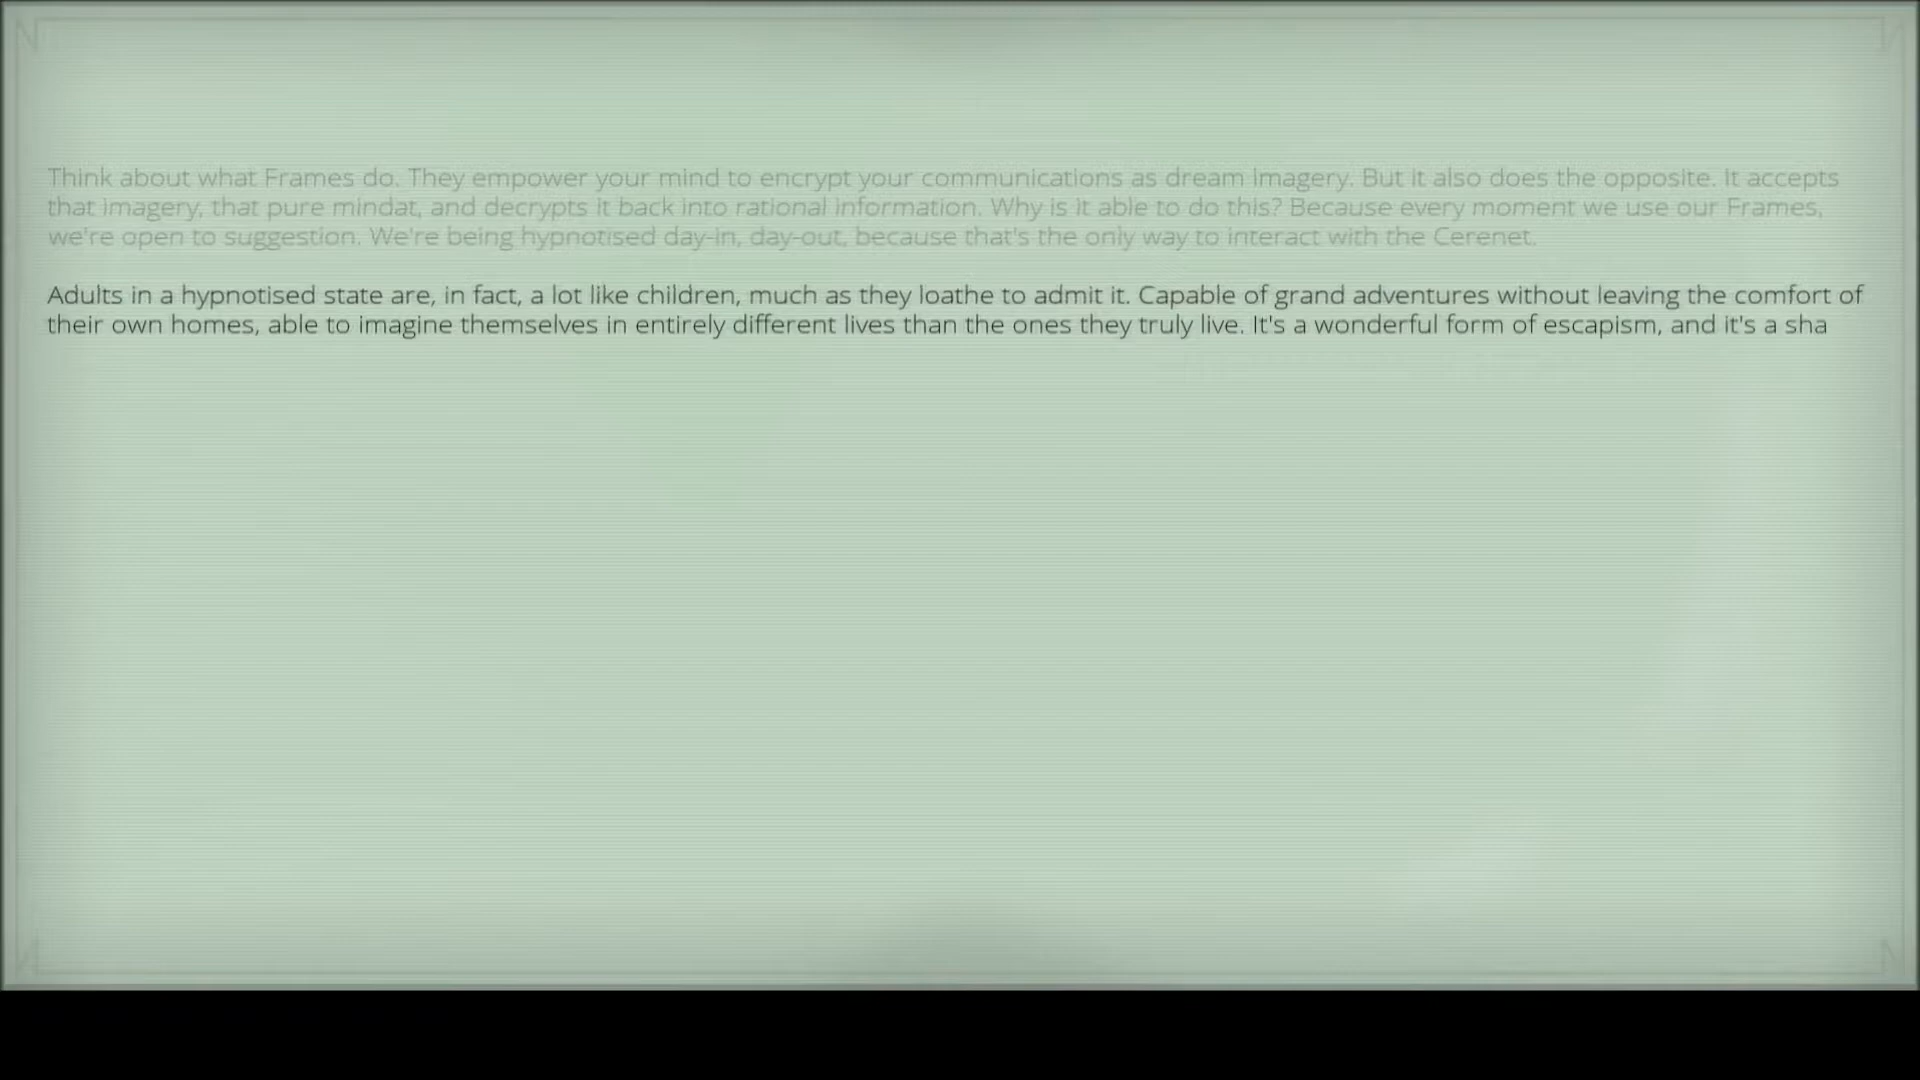 Think about what Frames do. They empower your mind to encrypt your communications as dream imagery. But it also does the opposite. It accepts
that imagery, that pure mindat, and decrypts it back into rational information. Why is it able to do this? Because every moment we use our Frames,
we're open to suggestion. We're being hypnotised day-in, day-out, because that's the only way to interact with the Cerenet.
Adults in a hypnotised state are, in fact, a lot like children, much as they loathe to admit it. Capable of grand adventures without leaving the comfort of
their own homes, able to imagine themselves in entirely different lives than the ones they truly live. It's a wonderful form of escapism, and it's a sha